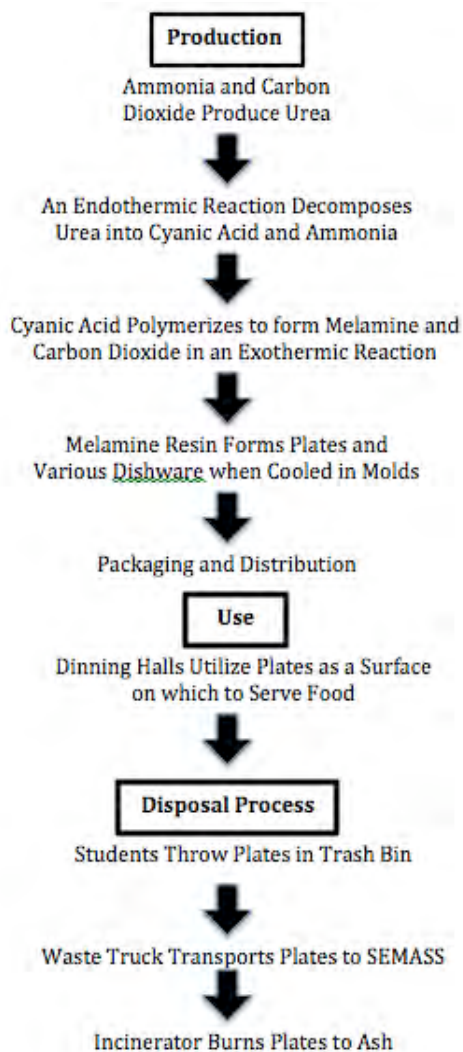 Production
Ammonia and Carbon
Dioxide Produce Urea
An Endothermic Reaction Decomposes
Urea into Cyanic Acid and Ammonia
Cyanic Acid Polymerizes to form Melamine and
Carbon Dioxide in an Exothermic Reaction
Melamine Resin Forms Plates and
Various Dishware when Cooled in Molds
Packaging and Distribution
Use
Dinning Halls Utilize Plates as a Surface
on which to Serve Food
Disposal Process
Students Throw Plates in Trash Bin
Waste Truck Transports Plates to SEMASS
Incinerator Burns Plates to Ash